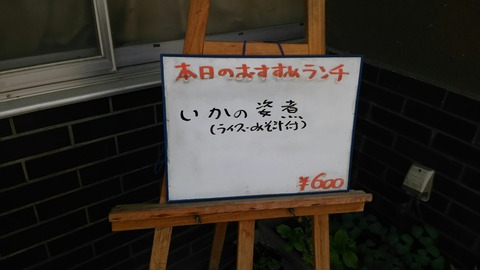 本日のおすすめランチ
いかの姿煮
(ライス・みそ汁付)
¥600